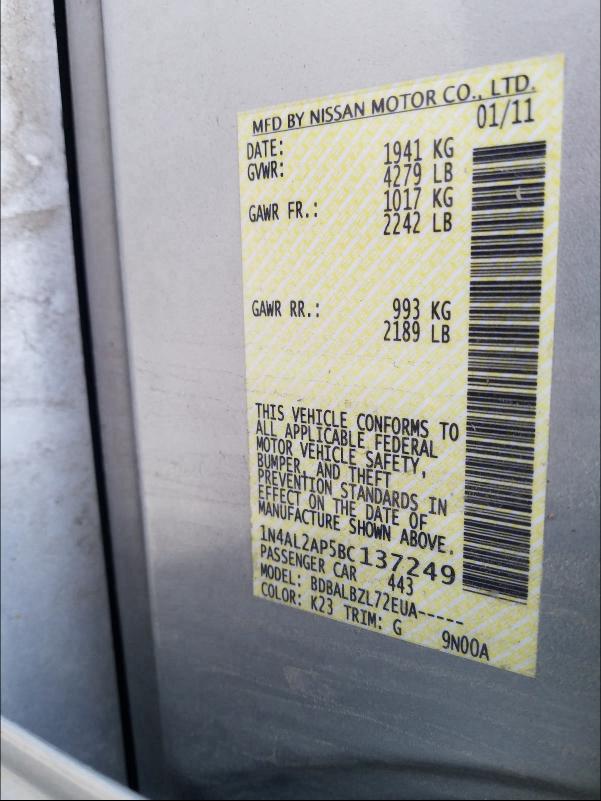 MFD BY NISSAN MOTOR CO., LTD.
DATE: 01/11
GVWR: 1941 KG
4279 LB
GAWR FR.: 1017 KG
2242 LB
GAWR RR.: 993 KG
2189 LB
THIS VEHICLE CONFORMS TO
ALL APPLICABLE FEDERAL
MOTOR VEHICLE SAFETY,
BUMPER, AND THEFT
PREVENTION STANDARDS IN
EFFECT ON THE DATE OF
MANUFACTURE SHOWN ABOVE.
1N4AL2AP5BC137249
PASSENGER CAR 443
MODEL: BDBALBZL72EUA-----
COLOR: K23 TRIM: G 9N00A